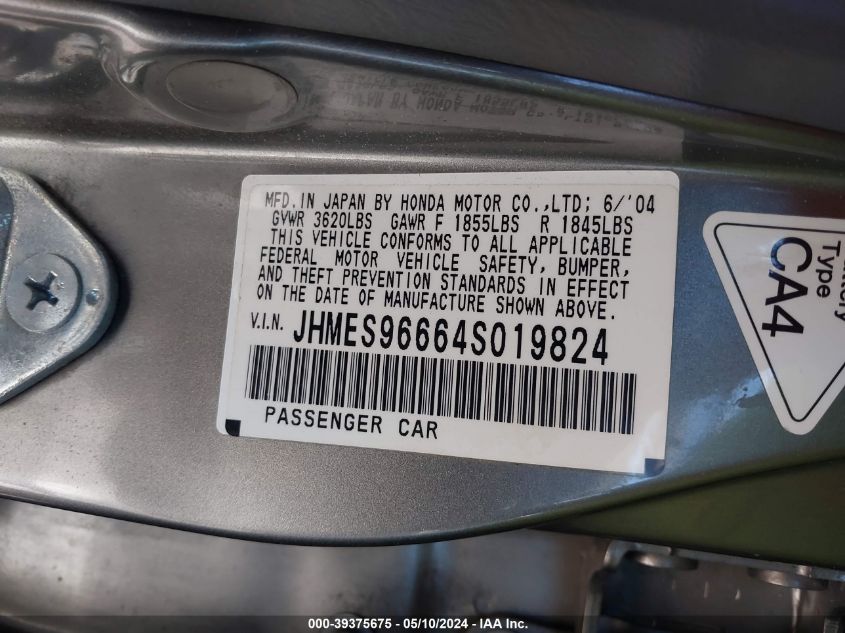 MFD. IN JAPAN BY HONDA MOTOR CO.,LTD; 6/'04
GVWR 3620LBS GAWR F 1855LBS R 1845LBS
THIS VEHICLE CONFORMS TO ALL APPLICABLE
FEDERAL MOTOR VEHICLE SAFETY, BUMPER,
AND THEFT PREVENTION STANDARDS IN EFFECT
ON THE DATE OF MANUFACTURE SHOWN ABOVE.
V.I.N. JHMES96664S019824
PASSENGER CAR
Type
CA4
000-39375675 - 05/10/2024 - IAA Inc.